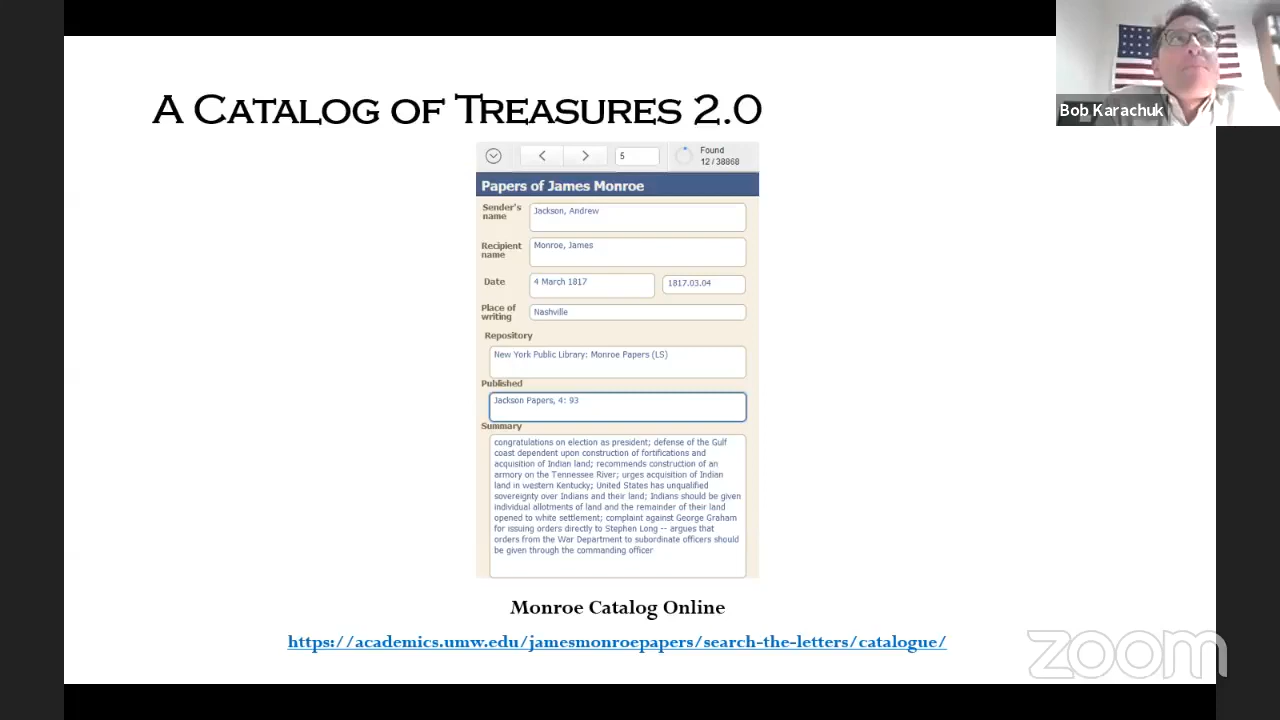 A Catalog of Treasures 2.0
Bob Karachuk
5
Found
12 / 38868
Papers of James Monroe
Sender's
name
Jackson, Andrew
Recipient
name
Monroe, James
Date
4 March 1817
1817.03.04
Place of
writing
Nashville
Repository
New York Public Library: Monroe Papers (LS)
Published
Jackson Papers, 4: 93
Summary
congratulations on election as president; defense of the Gulf
coast dependent upon construction of fortifications and
acquisition of Indian land; recommends construction of an
armory on the Tennessee River; urges acquisition of Indian
land in western Kentucky; United States has unqualified
sovereignty over Indians and their land; Indians should be given
individual allotments of land and the remainder of their land
opened to white settlement; complaint against George Graham
for issuing orders directly to Stephen Long -- argues that
orders from the War Department to subordinate officers should
be given through the commanding officer
Monroe Catalog Online
https://academics.umw.edu/jamesmonroepapers/search-the-letters/catalogue/
zoom